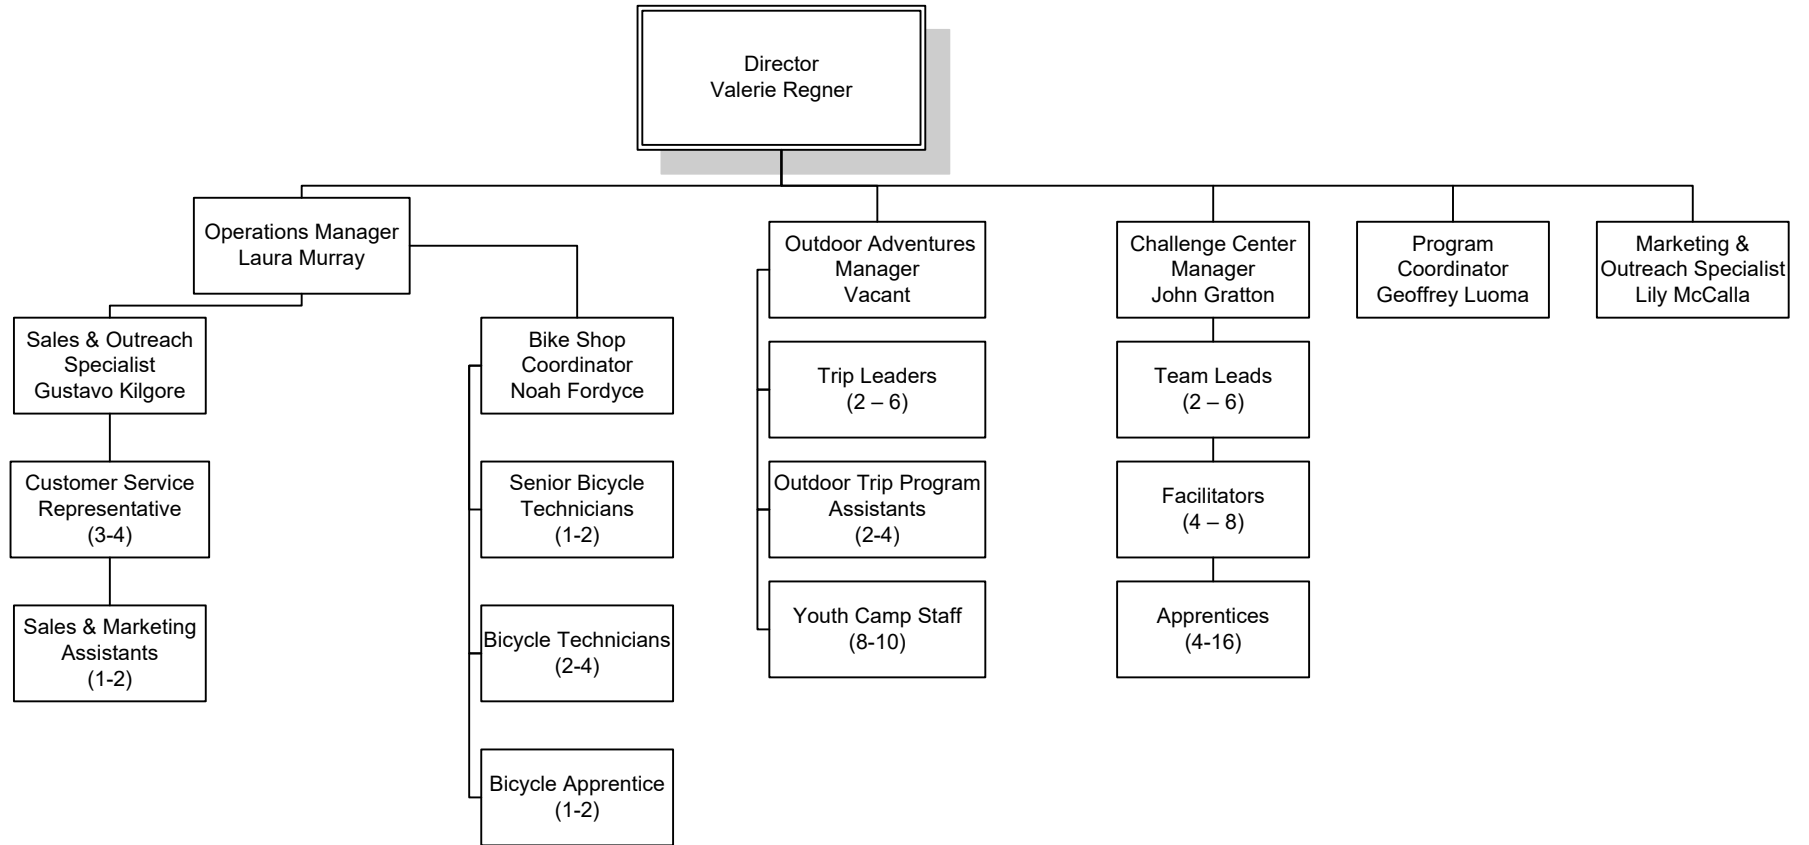 Director
Valerie Regner
Operations Manager
Laura Murray
Outdoor Adventures
Manager
Vacant
Challenge Center
Manager
John Gratton
Program
Coordinator
Geoffrey Luoma
Marketing &
Outreach Specialist
Lily McCalla
Sales & Outreach
Specialist
Gustavo Kilgore
Bike Shop
Coordinator
Noah Fordyce
Trip Leaders
(2 – 6)
Team Leads
(2 – 6)
Customer Service
Representative
(3-4)
Senior Bicycle
Technicians
(1-2)
Outdoor Trip Program
Assistants
(2-4)
Facilitators
(4 – 8)
Sales & Marketing
Assistants
(1-2)
Bicycle Technicians
(2-4)
Youth Camp Staff
(8-10)
Apprentices
(4-16)
Bicycle Apprentice
(1-2)